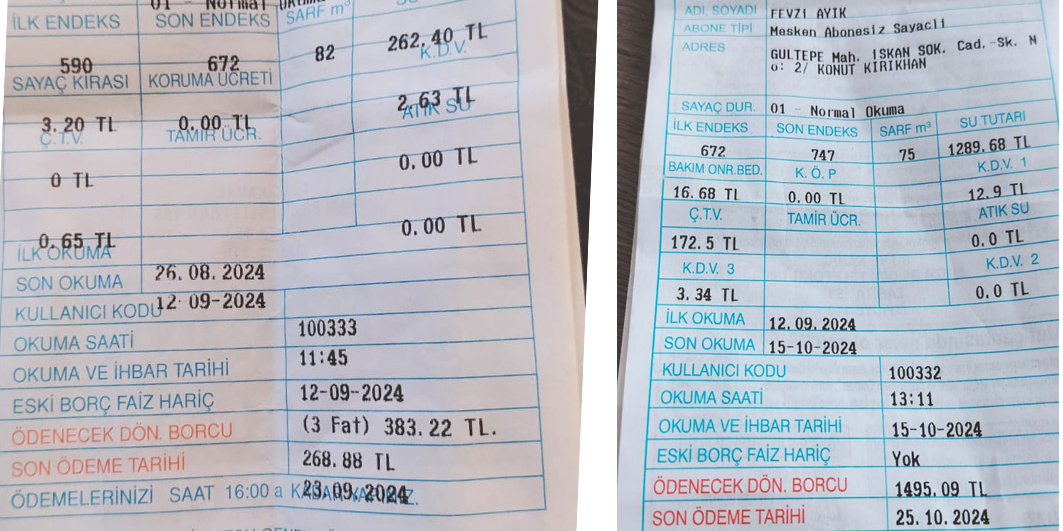 01 - Normal
İLK ENDEKS SON ENDEKS SARF m³
590 672 82 262,40 TL
K.D.V.
SAYAÇ KİRASI KORUMA ÜCRETİ
2,63 TL
ATIK SU
3.20 TL 0,00 TL
Ç.T.V. TAMİR ÜCR.
0,00 TL
0 TL
0,00 TL
0,65 TL
İLK OKUMA
26.08.2024
SON OKUMA
12-09-2024
KULLANICI KODU
100333
OKUMA SAATİ
11:45
OKUMA VE İHBAR TARİHİ
12-09-2024
ESKİ BORÇ FAİZ HARİÇ
(3 Fat) 383.22 TL.
ÖDENECEK DÖN. BORCU
268.88 TL
SON ÖDEME TARİHİ
23.09.2024
ÖDEMELERİNİZİ SAAT 16:00 a
ADI, SOYADI FEVZİ AYIK
ABONE TİPİ Mesken Abonesiz Sayacli
ADRES GULTEPE Mah. ISKAN SOK. Cad.-Sk. N
o: 2/ KONUT KIRIKHAN
SAYAÇ DUR. 01 - Normal Okuma
İLK ENDEKS SON ENDEKS SARF m³ SU TUTARI
672 747 75 1289.68 TL
BAKIM ONR.BED. K. Ö. P K.D.V. 1
16.68 TL 0.00 TL 12.9 TL
Ç.T.V. TAMİR ÜCR. ATIK SU
172.5 TL 0.0 TL
K.D.V. 3 K.D.V. 2
3.34 TL 0.0 TL
İLK OKUMA 12.09.2024
SON OKUMA 15-10-2024
KULLANICI KODU 100332
OKUMA SAATİ 13:11
OKUMA VE İHBAR TARİHİ 15-10-2024
ESKİ BORÇ FAİZ HARİÇ Yok
ÖDENECEK DÖN. BORCU 1495.09 TL
SON ÖDEME TARİHİ 25.10.2024